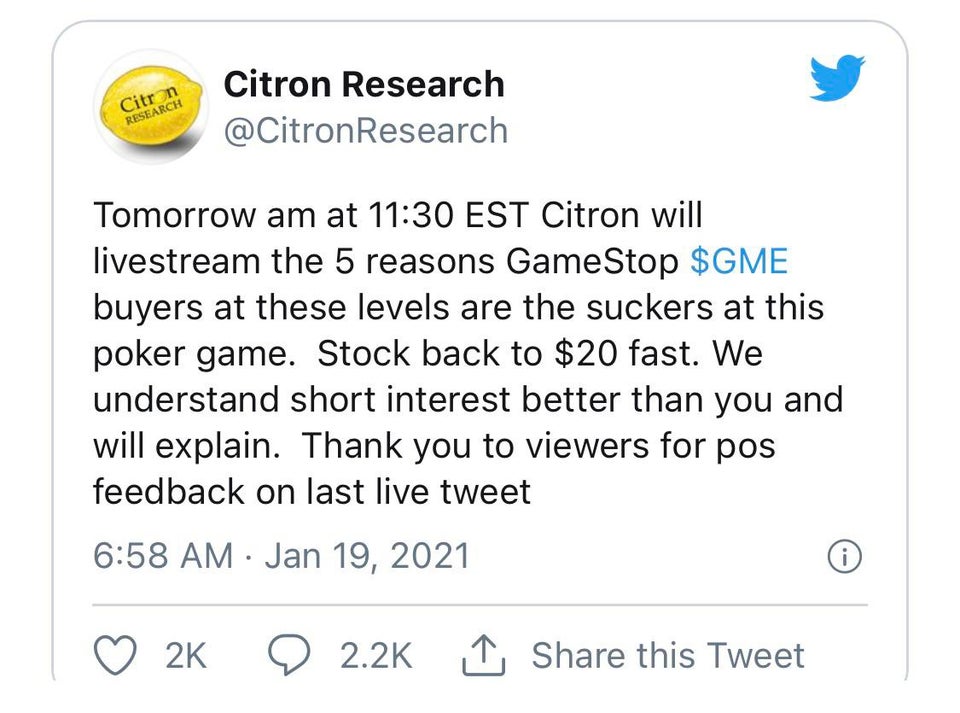 Citron
RESEARCH
Citron Research
@CitronResearch
Tomorrow am at 11:30 EST Citron will
livestream the 5 reasons GameStop $GME
buyers at these levels are the suckers at this
poker game.  Stock back to $20 fast. We
understand short interest better than you and
will explain.  Thank you to viewers for pos
feedback on last live tweet
6:58 AM · Jan 19, 2021
2K 2.2K Share this Tweet